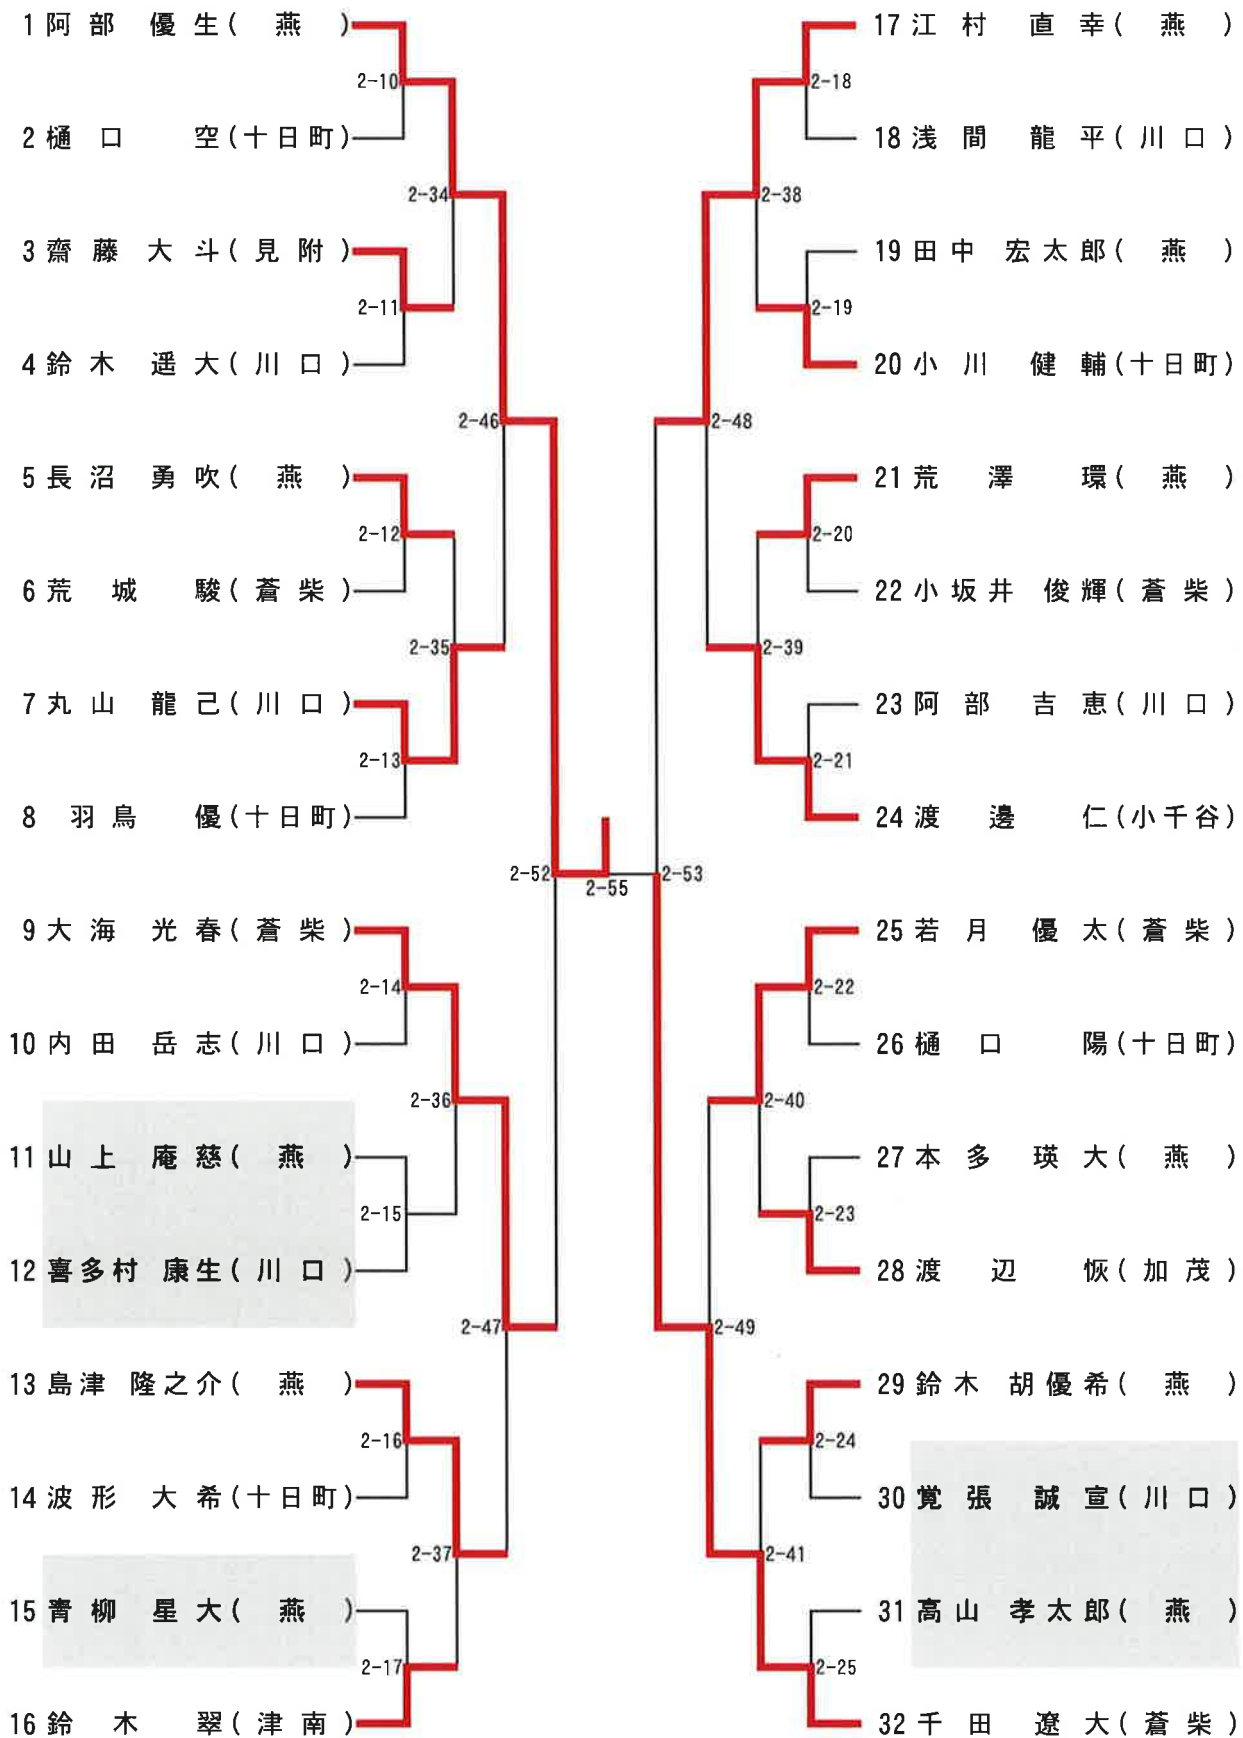 1 阿部 優生(燕)
2-10
2 樋口 空(十日町)
2-34
3 齋藤大斗(見附)
2-11
4 鈴木 遥大(川口)
2-46
5 長沼 勇吹(燕)
2-12
6 荒城 駿(蒼柴)
2-35
7 丸山 龍己(川口)
2-13
8 羽鳥 優(十日町)
2-52
2-55
9 大海 光春(蒼柴)
2-14
10 内田 岳志(川口)
2-36
11 山上 庵慈(燕)
2-15
12 喜多村 康生(川口)
2-47
13 島津 隆之介(燕)
2-16
14 波形 大希(十日町)
2-37
15 青柳 星大(燕)
2-17
16 鈴木 翠(津南)
17 江村 直幸(燕)
2-18
18 浅間 龍平(川口)
2-38
19 田中 宏太郎(燕)
2-19
20 小川 健輔(十日町)
2-48
21 荒澤 環(燕)
2-20
22 小坂井 俊輝(蒼柴)
2-39
23 阿部 吉恵(川口)
2-21
24 渡邊 仁(小千谷)
2-53
25 若月 優太(蒼柴)
2-22
26 樋口 陽(十日町)
2-40
27 本多 瑛大(燕)
2-23
28 渡辺 恢(加茂)
2-49
29 鈴木 胡優希(燕)
2-24
30 覚張 誠宣(川口)
2-41
31 高山 孝太郎(燕)
2-25
32 千田 遼大(蒼柴)